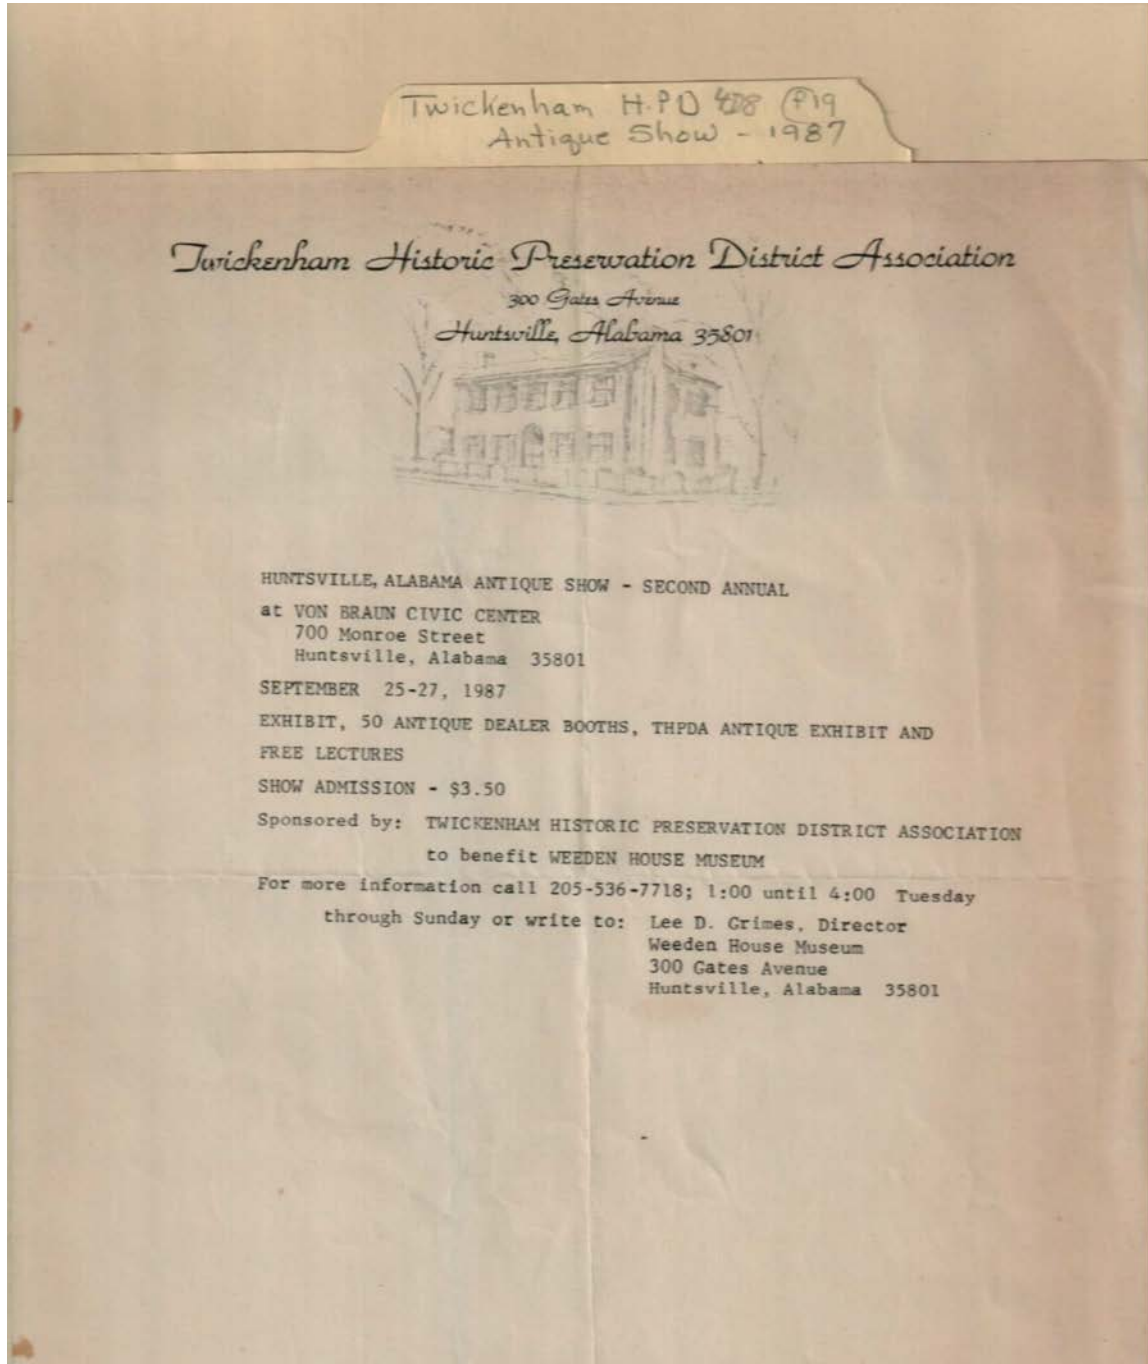 Twickenham H.P.D 408 F19
Antique Show - 1987
Twickenham Historic Preservation District Association
300 Gates Avenue
Huntsville, Alabama 35801
HUNTSVILLE, ALABAMA ANTIQUE SHOW - SECOND ANNUAL
at VON BRAUN CIVIC CENTER
700 Monroe Street
Huntsville, Alabama 35801
SEPTEMBER 25-27, 1987
EXHIBIT, 50 ANTIQUE DEALER BOOTHS, THPDA ANTIQUE EXHIBIT AND
FREE LECTURES
SHOW ADMISSION - $3.50
Sponsored by: TWICKENHAM HISTORIC PRESERVATION DISTRICT ASSOCIATION
to benefit WEEDEN HOUSE MUSEUM
For more information call 205-536-7718; 1:00 until 4:00 Tuesday
through Sunday or write to: Lee D. Grimes, Director
Weeden House Museum
300 Gates Avenue
Huntsville, Alabama 35801